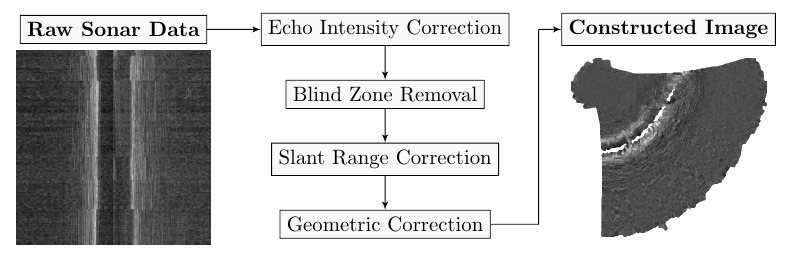 Raw Sonar Data
Echo Intensity Correction
Blind Zone Removal
Slant Range Correction
Geometric Correction
Constructed Image